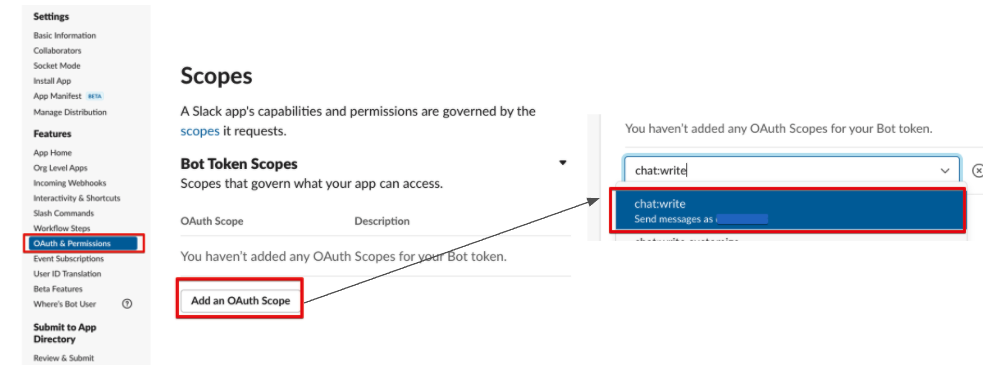 Settings
Basic Information
Collaborators
Socket Mode
Install App
App Manifest BETA
Manage Distribution
Features
App Home
Org Level Apps
Incoming Webhooks
Interactivity & Shortcuts
Slash Commands
Workflow Steps
OAuth & Permissions
Event Subscriptions
User ID Translation
Beta Features
Where's Bot User
Submit to App
Directory
Review & Submit
Scopes
A Slack app's capabilities and permissions are governed by the
scopes it requests.
Bot Token Scopes
Scopes that govern what your app can access.
OAuth Scope Description
You haven't added any OAuth Scopes for your Bot token.
Add an OAuth Scope
You haven't added any OAuth Scopes for your Bot token.
chat:write
chat:write
Send messages as